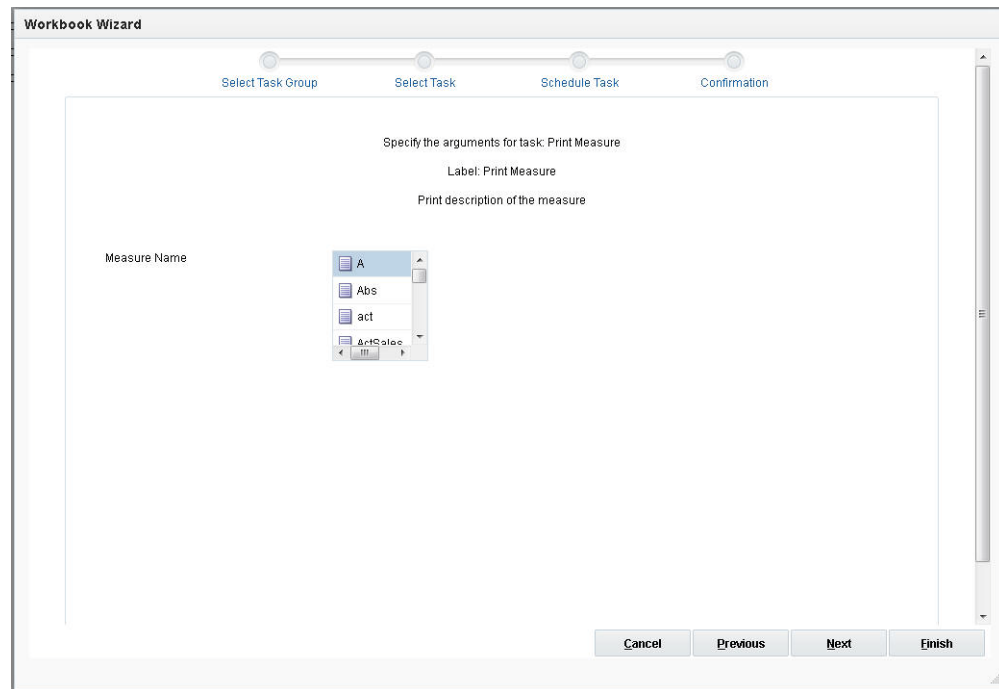 Workbook Wizard
Select Task Group Select Task Schedule Task Confirmation
Specify the arguments for task: Print Measure
Label: Print Measure
Print description of the measure
Measure Name
A
Abs
act
ActSales
Cancel Previous Next Finish